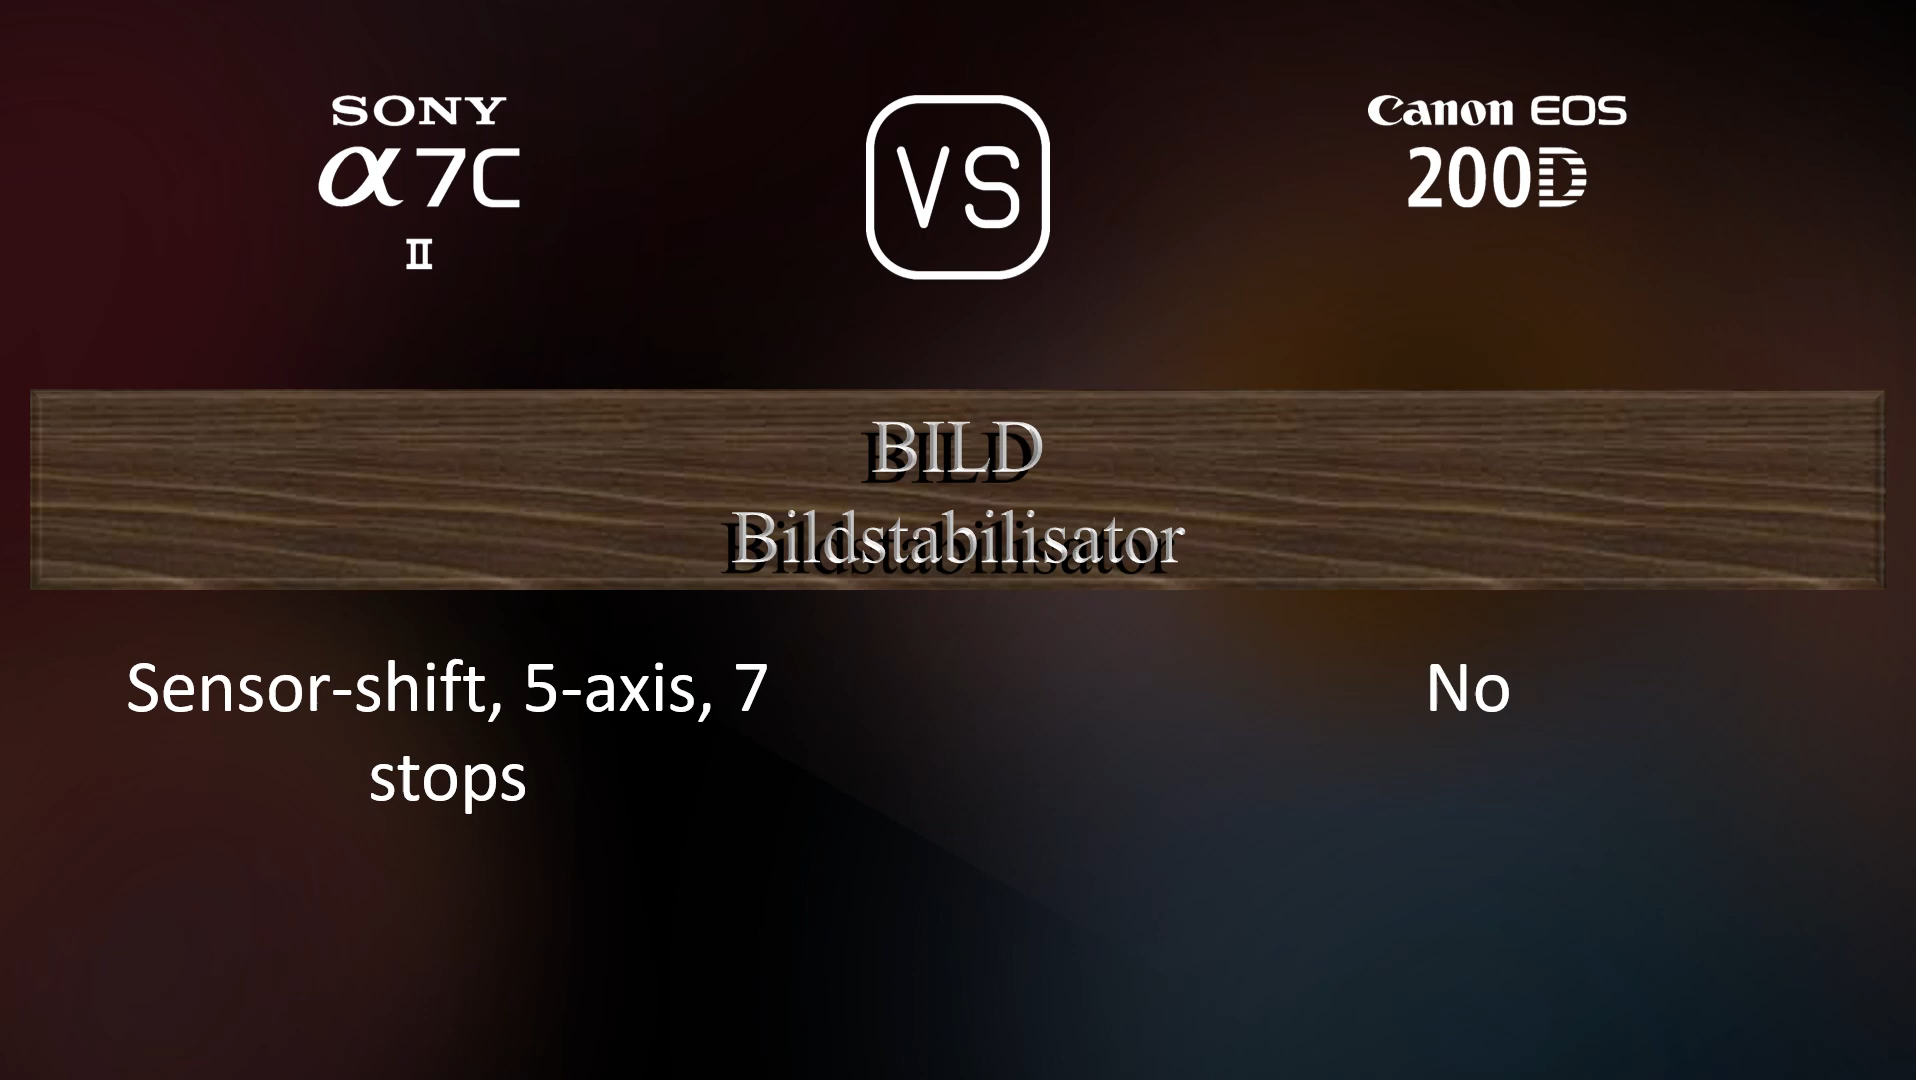 SONY
α7C
II
VS
Canon EOS
200D
BILD
Bildstabilisator
Sensor-shift, 5-axis, 7
stops
No